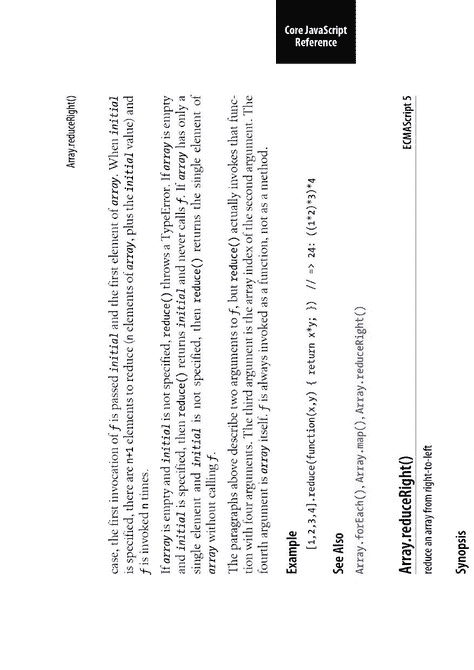 Core JavaScript
Reference
Array.reduceRight()
case, the first invocation of f is passed initial and the first element of array. When initial
is specified, there are n+1 elements to reduce (n elements of array, plus the initial value) and
f is invoked n times.
If array is empty and initial is not specified, reduce() throws a TypeError. If array is empty
and initial is specified, then reduce() returns initial and never calls f. If array has only a
single element and initial is not specified, then reduce() returns the single element of
array without calling f.
The paragraphs above describe two arguments to f, but reduce() actually invokes that func-
tion with four arguments. The third argument is the array index of the second argument. The
fourth argument is array itself. f is always invoked as a function, not as a method.
Example
[1,2,3,4].reduce(function(x,y) { return x*y; }) // => 24: ((1*2)*3)*4
See Also
Array.forEach(), Array.map(), Array.reduceRight()
Array.reduceRight() ECMAScript 5
reduce an array from right-to-left
Synopsis